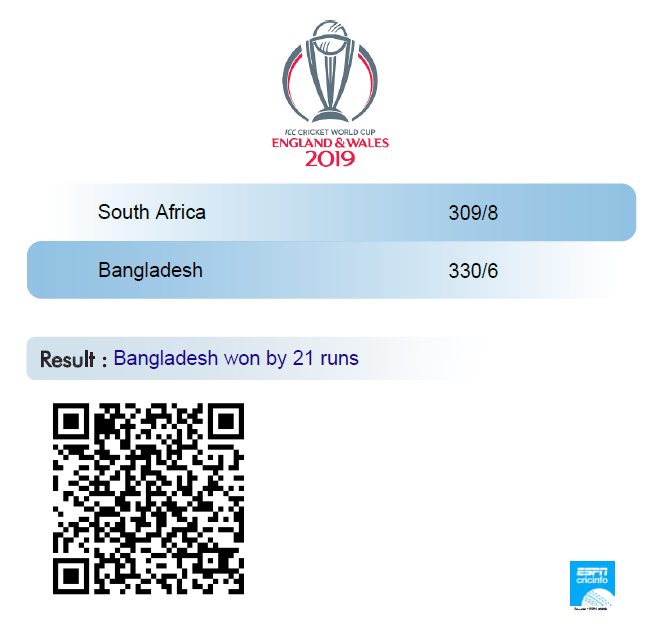 ICC CRICKET WORLD CUP
ENGLAND & WALES
2019
South Africa 309/8
Bangladesh 330/6
Result : Bangladesh won by 21 runs
ESPN
cricinfo